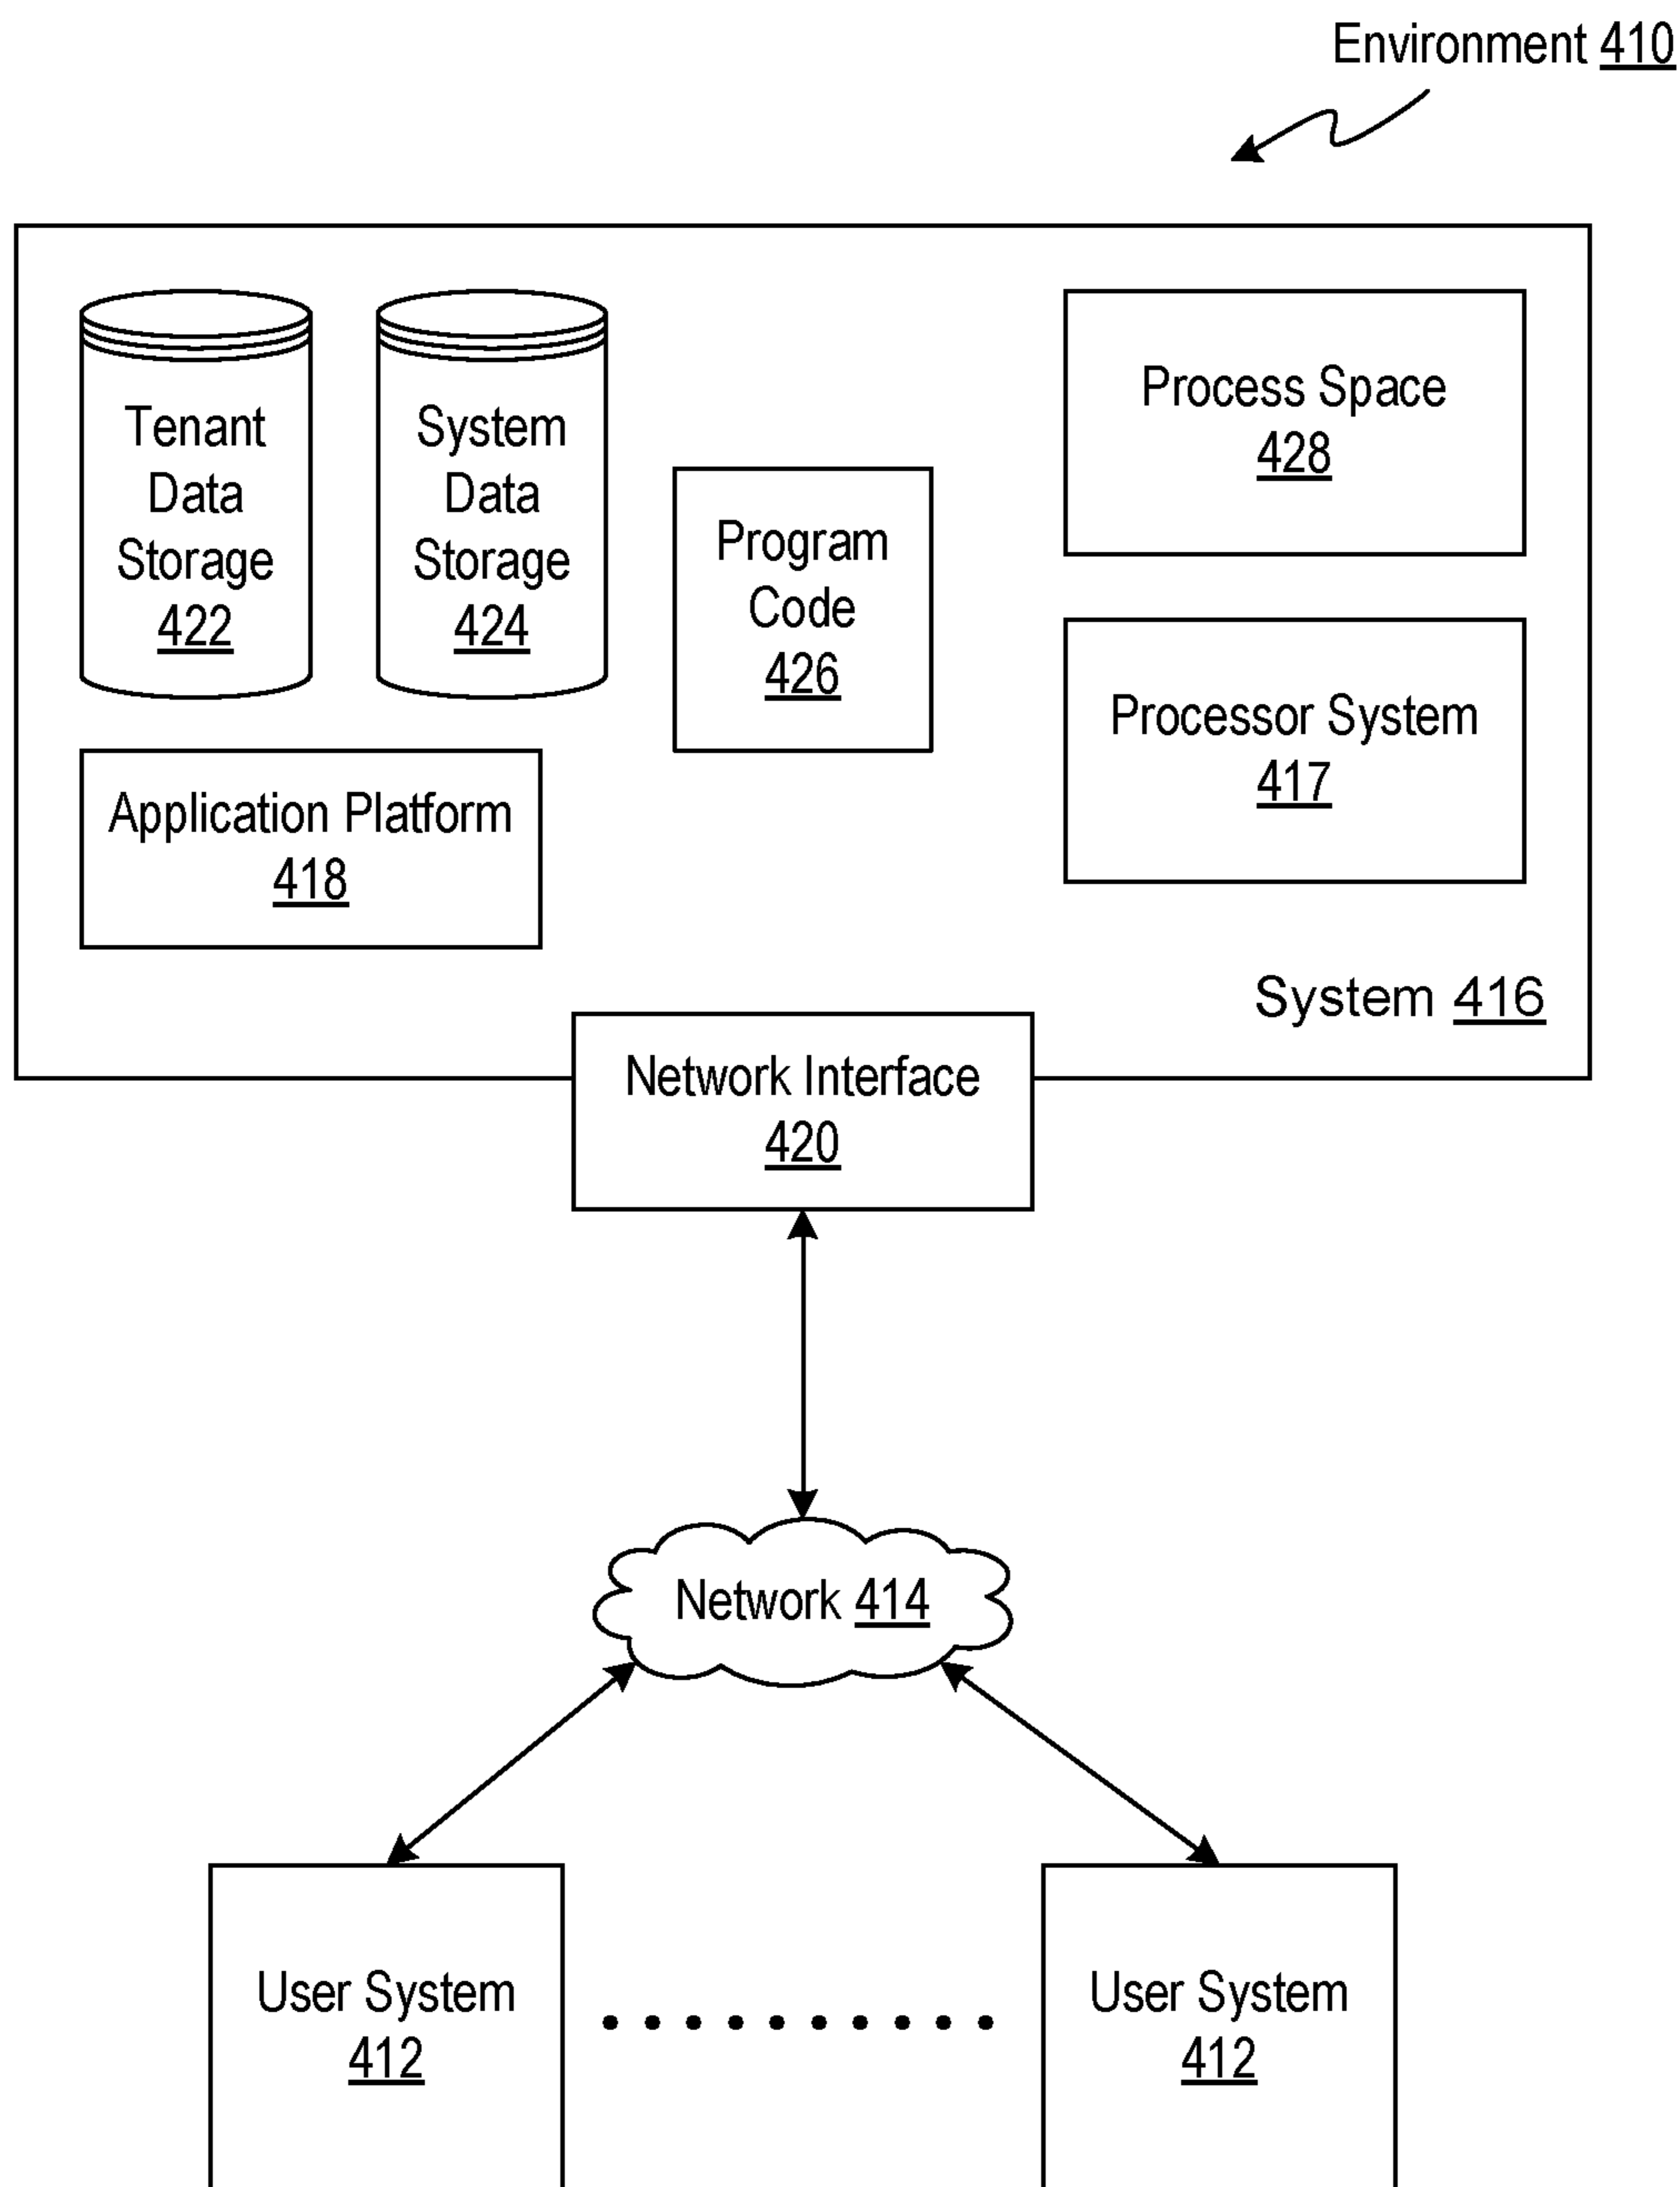 Environment 410
Tenant
Data
Storage
422
System
Data
Storage
424
Program
Code
426
Process Space
428
Processor System
417
Application Platform
418
System 416
Network Interface
420
Network 414
User System
412
User System
412